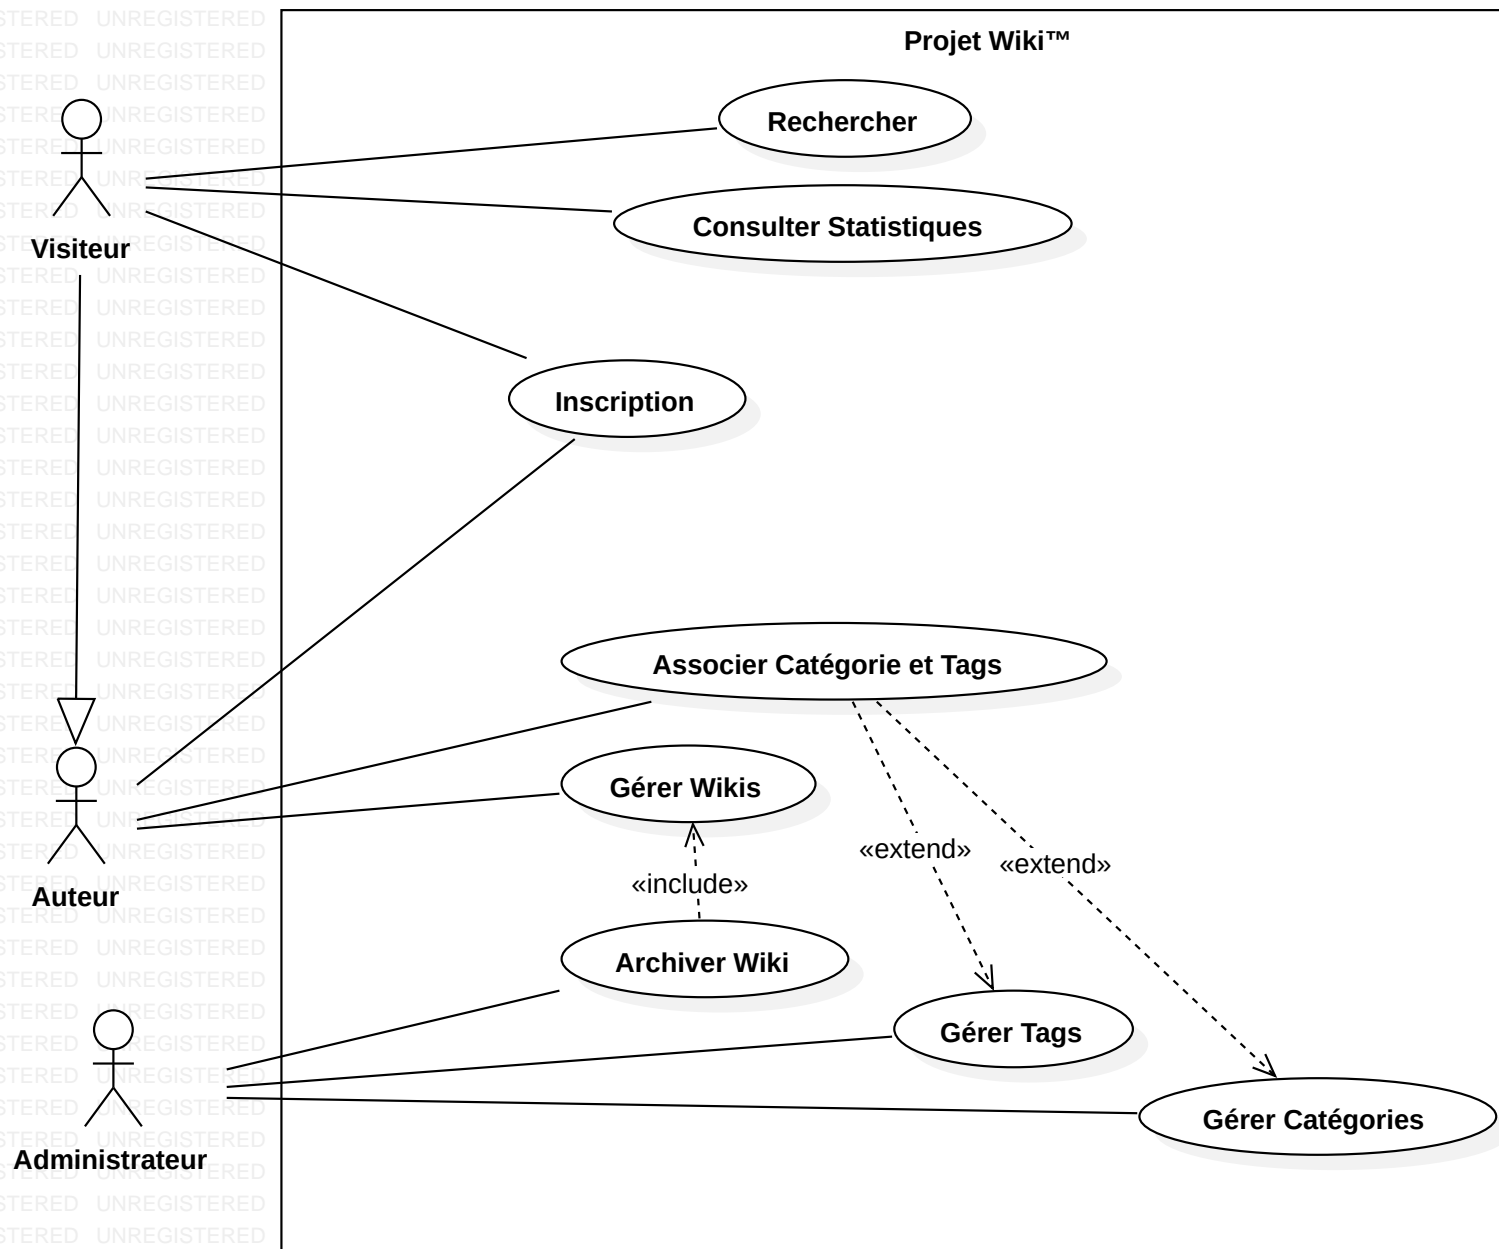 Projet Wiki™
Rechercher
Consulter Statistiques
Visiteur
Inscription
Associer Catégorie et Tags
Gérer Wikis
«extend»
«extend»
«include»
Auteur
Archiver Wiki
Gérer Tags
Gérer Catégories
Administrateur
UNREGISTERED